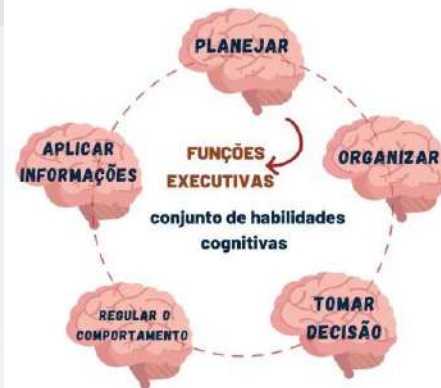 PLANEJAR
APLICAR
INFORMAÇÕES
FUNÇÕES
EXECUTIVAS
ORGANIZAR
conjunto de habilidades
cognitivas
REGULAR O
COMPORTAMENTO
TOMAR
DECISÃO